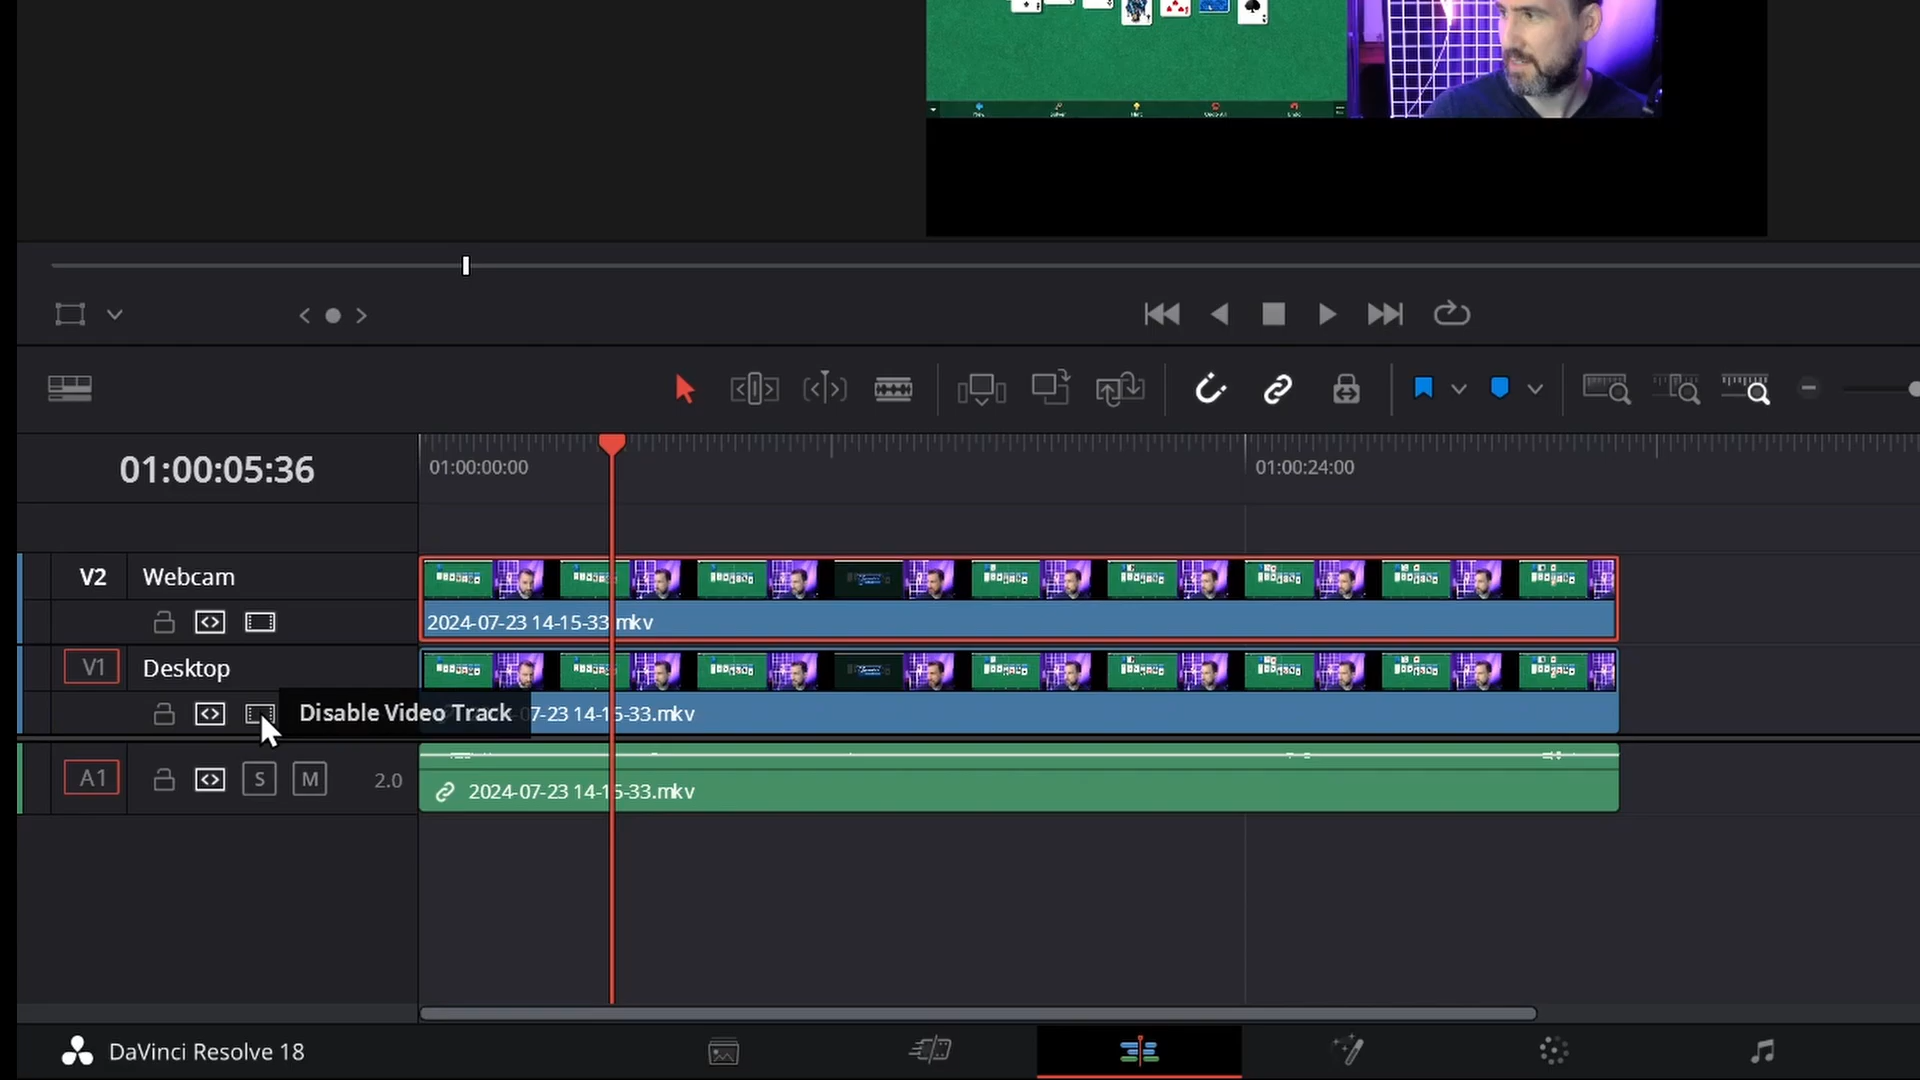 01:00:05:36
01:00:00:00
01:00:24:00
V2
Webcam
2024-07-23 14-15-33.mkv
V1
Desktop
Disable Video Track
07-23 14-15-33.mkv
A1
S
M
2.0
2024-07-23 14-15-33.mkv
DaVinci Resolve 18